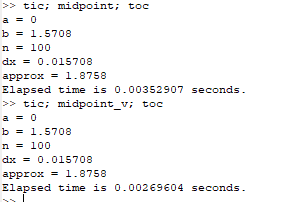 >> tic; midpoint; toc
a = 0
b = 1.5708
n = 100
dx = 0.015708
approx = 1.8758
Elapsed time is 0.00352907 seconds.
>> tic; midpoint_v; toc
a = 0
b = 1.5708
n = 100
dx = 0.015708
approx = 1.8758
Elapsed time is 0.00269604 seconds.
>>